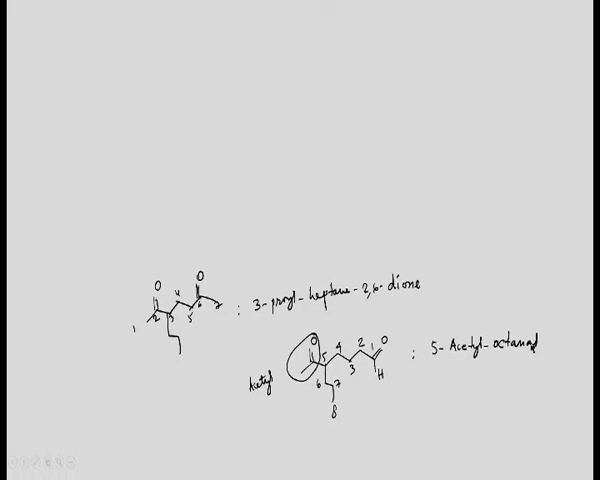 O
O
1
2
3
4
5
6
7
: 3-propyl-heptane-2,6-dione
O
O
5
4
3
2
1
H
6
7
8
Acetyl
: 5-Acetyl-octanal